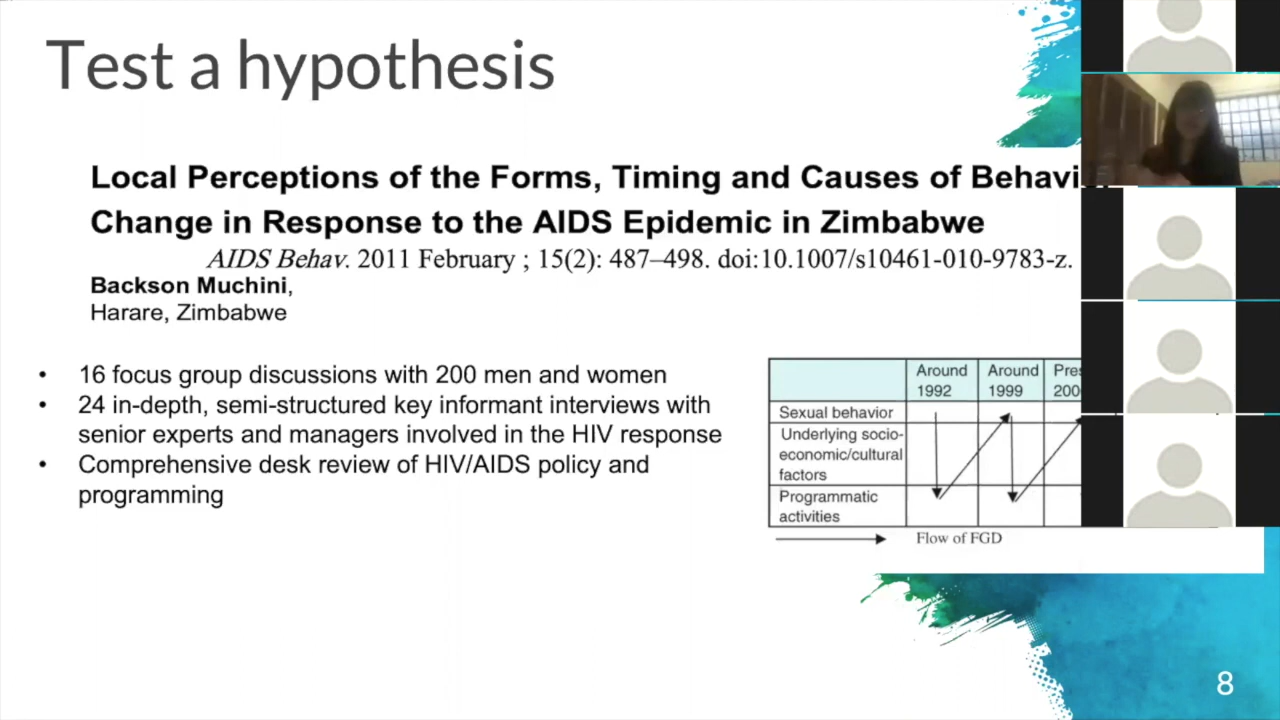 Test a hypothesis
Local Perceptions of the Forms, Timing and Causes of
Change in Response to the AIDS Epidemic in Zimbabwe
AIDS Behav. 2011 February ; 15(2): 487–498. doi:10.1007/s10461-010-9783-z.
Backson Muchini,
Harare, Zimbabwe
• 16 focus group discussions with 200 men and women
• 24 in-depth, semi-structured key informant interviews with
senior experts and managers involved in the HIV response
• Comprehensive desk review of HIV/AIDS policy and
programming
Around Around
1992 1999
Sexual behavior
Underlying socio-
economic/cultural
factors
Programmatic
activities
Flow of FGD
8